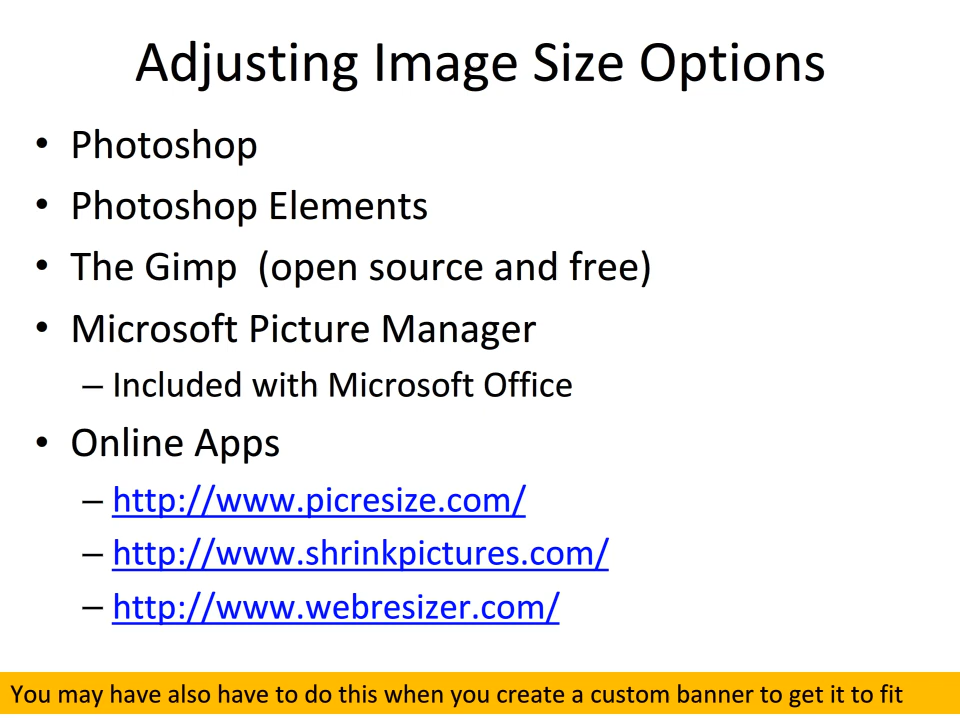 Adjusting Image Size Options
• Photoshop
• Photoshop Elements
• The Gimp  (open source and free)
• Microsoft Picture Manager
– Included with Microsoft Office
• Online Apps
– http://www.picresize.com/
– http://www.shrinkpictures.com/
– http://www.webresizer.com/
You may have also have to do this when you create a custom banner to get it to fit